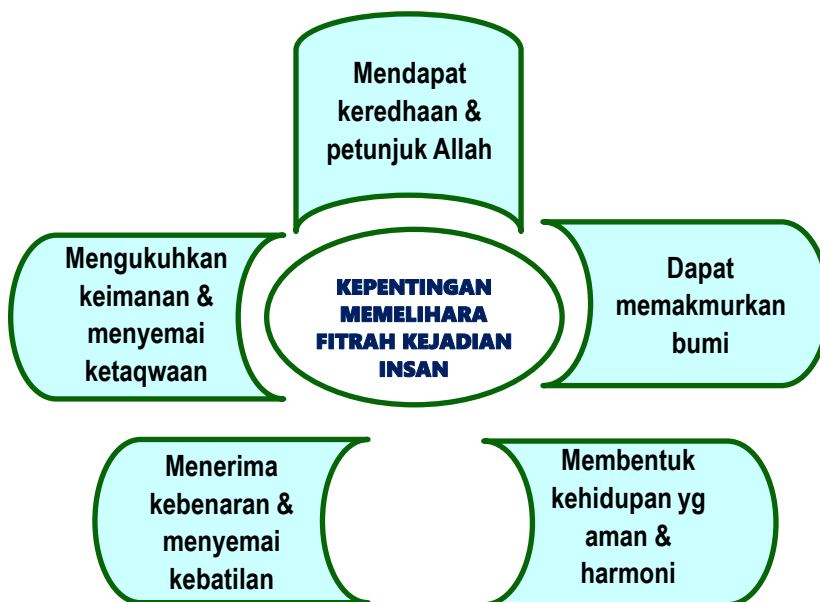 Mendapat
keredhaan &
petunjuk Allah
Mengukuhkan
keimanan &
menyemai
ketaqwaan
KEPENTINGAN
MEMELIHARA
FITRAH KEJADIAN
INSAN
Dapat
memakmurkan
bumi
Menerima
kebenaran &
menyemai
kebatilan
Membentuk
kehidupan yg
aman &
harmoni